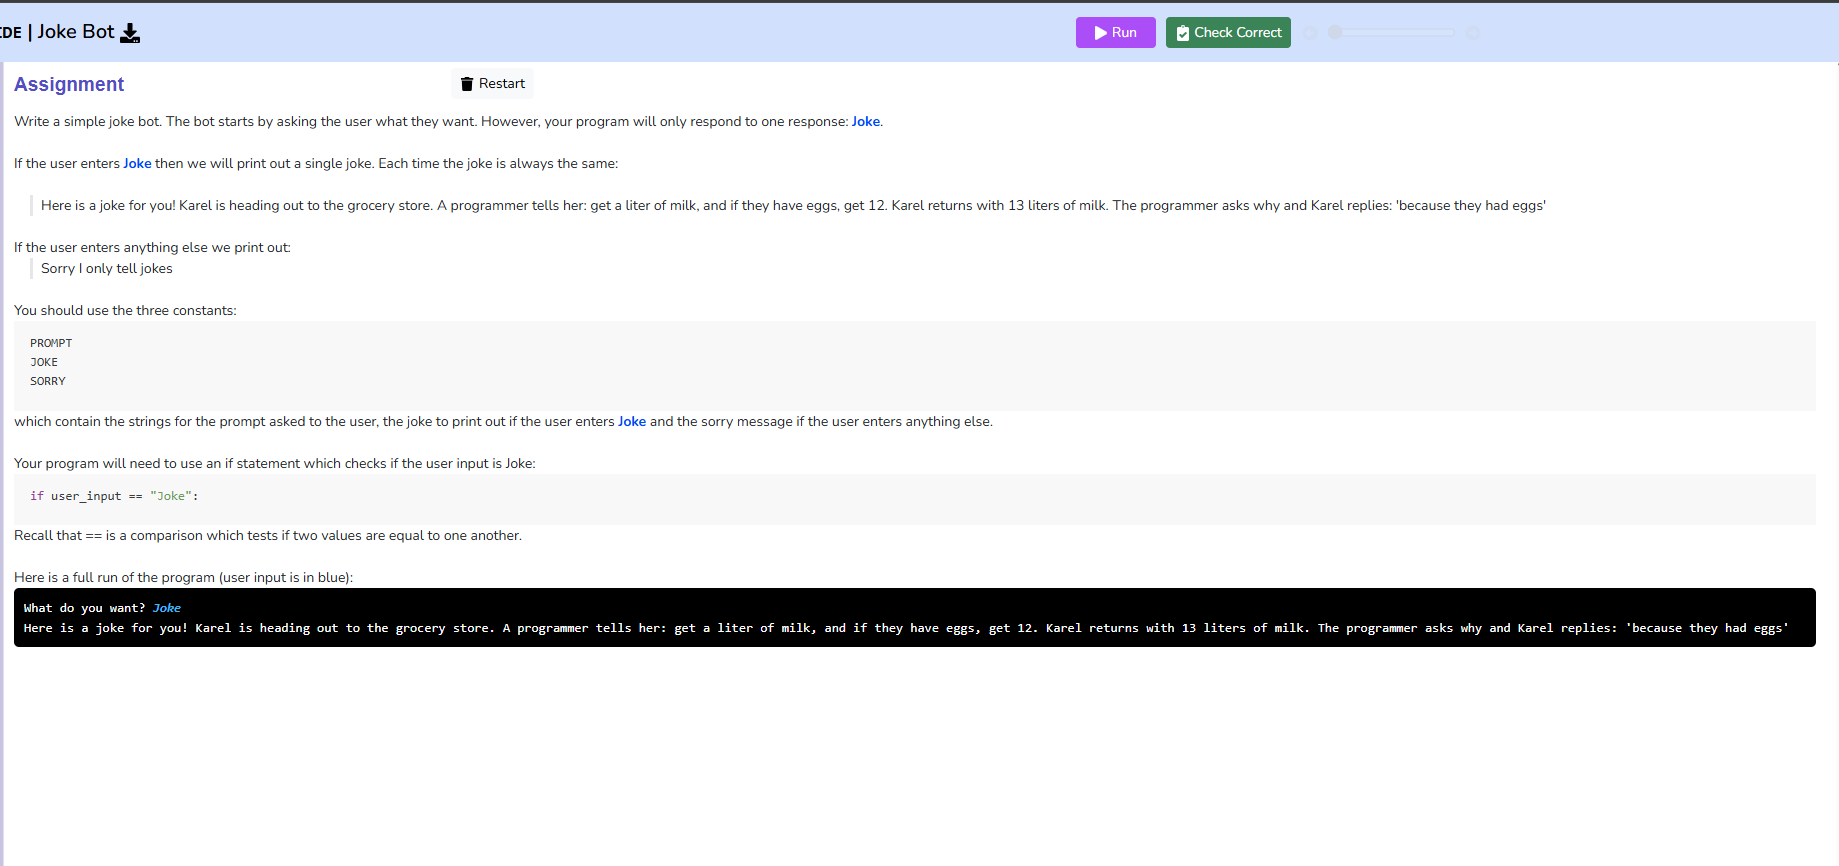 IDE | Joke Bot
Run
Check Correct
Assignment
Restart
Write a simple joke bot. The bot starts by asking the user what they want. However, your program will only respond to one response: Joke.
If the user enters Joke then we will print out a single joke. Each time the joke is always the same:
Here is a joke for you! Karel is heading out to the grocery store. A programmer tells her: get a liter of milk, and if they have eggs, get 12. Karel returns with 13 liters of milk. The programmer asks why and Karel replies: 'because they had eggs'
If the user enters anything else we print out:
Sorry I only tell jokes
You should use the three constants:
PROMPT
JOKE
SORRY
which contain the strings for the prompt asked to the user, the joke to print out if the user enters Joke and the sorry message if the user enters anything else.
Your program will need to use an if statement which checks if the user input is Joke:
if user_input == "Joke":
Recall that == is a comparison which tests if two values are equal to one another.
Here is a full run of the program (user input is in blue):
What do you want? Joke
Here is a joke for you! Karel is heading out to the grocery store. A programmer tells her: get a liter of milk, and if they have eggs, get 12. Karel returns with 13 liters of milk. The programmer asks why and Karel replies: 'because they had eggs'